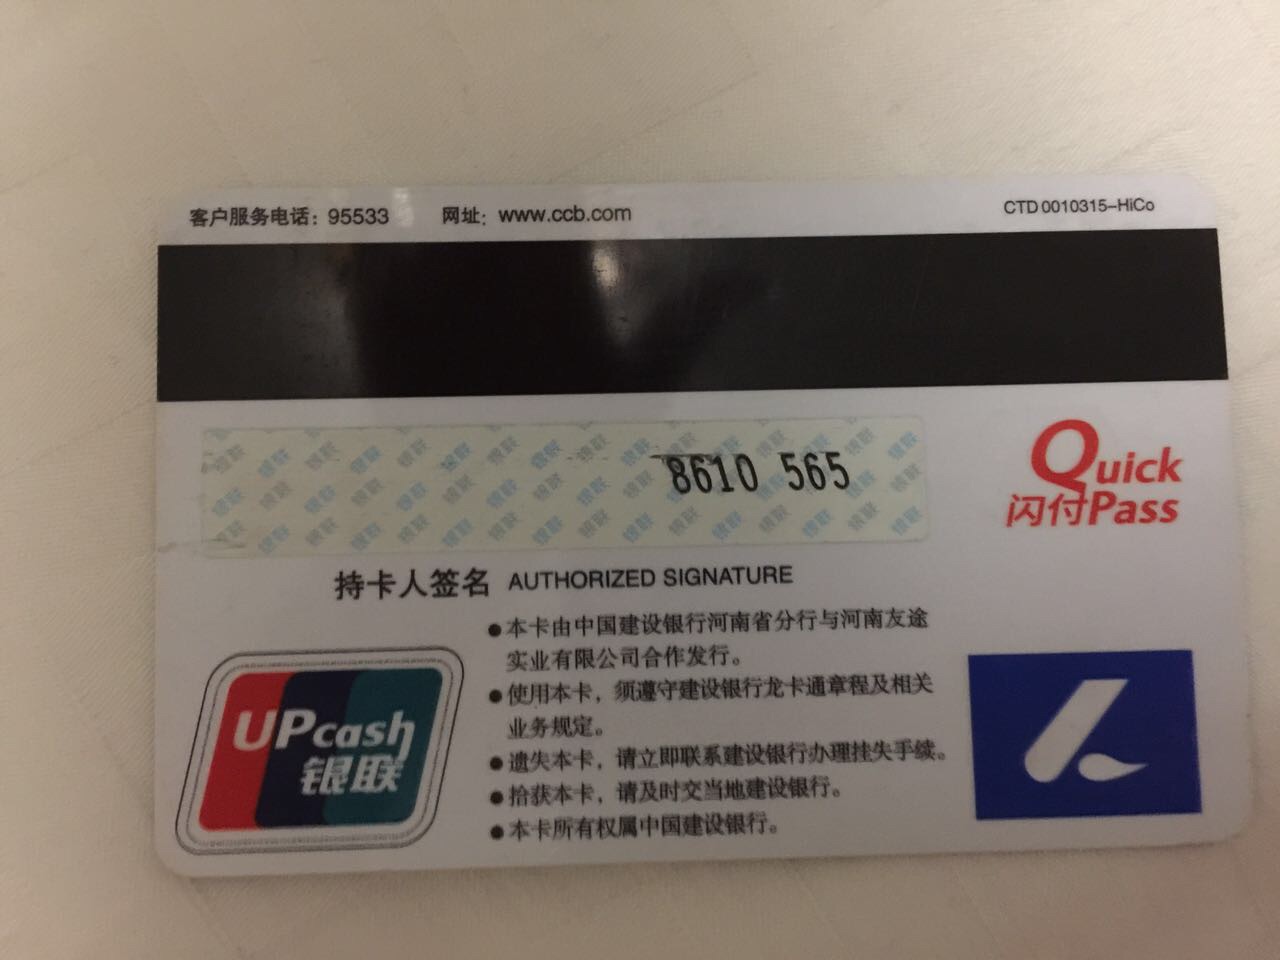 客户服务电话：95533 网址：www.ccb.com CTD0010315-HiCo
8610 565
Quick
闪付Pass
持卡人签名 AUTHORIZED SIGNATURE
●本卡由中国建设银行河南省分行与河南友途
实业有限公司合作发行。
●使用本卡，须遵守建设银行龙卡通章程及相关
业务规定。
●遗失本卡，请立即联系建设银行办理挂失手续。
●拾获本卡，请及时交当地建设银行。
●本卡所有权属中国建设银行。
UPcash
银联